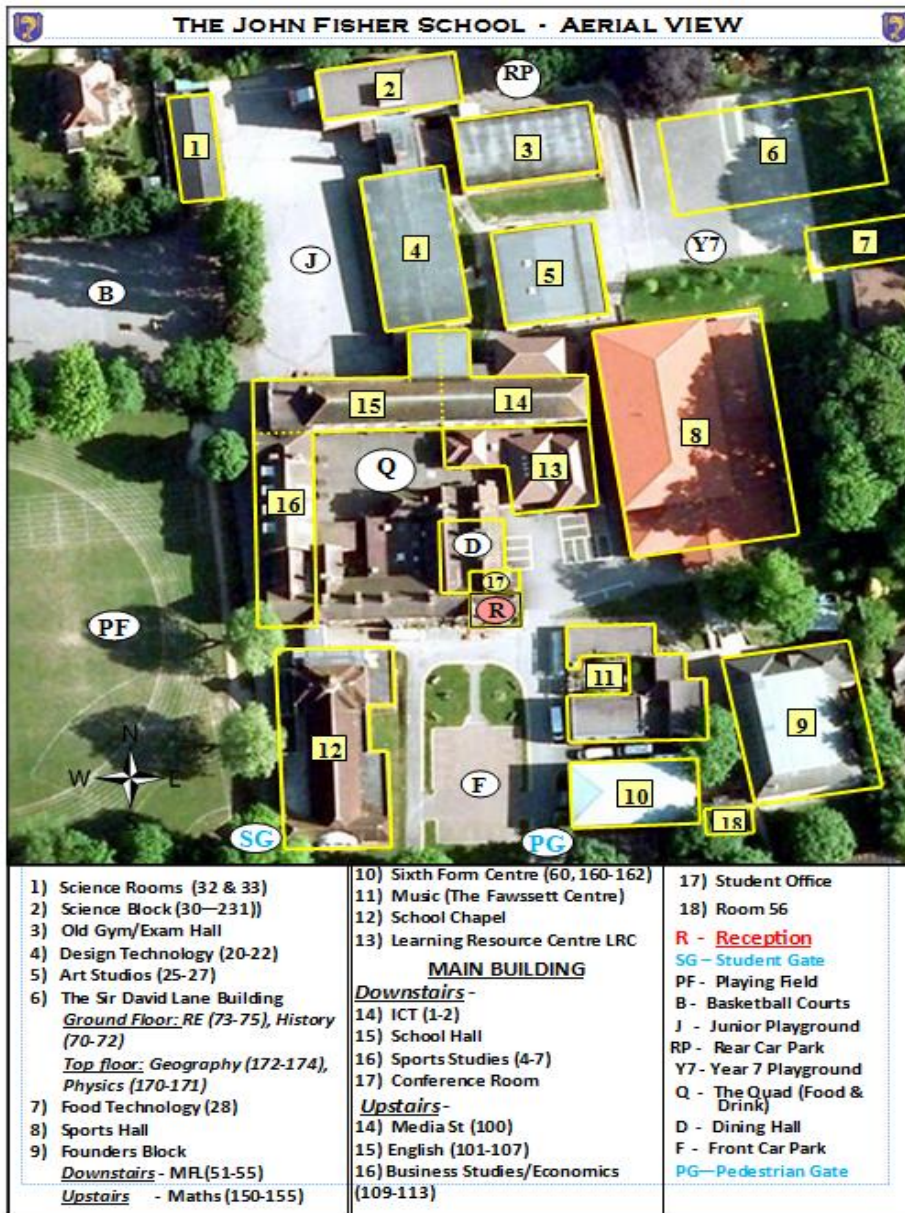 THE JOHN FISHER SCHOOL - AERIAL VIEW
RP
2
1
3
6
4
Y7
7
J
5
B
15
14
8
Q
13
16
D
17
R
PF
11
9
N
12
W
E
F
10
18
SG
PG
1) Science Rooms (32 & 33)
2) Science Block (30—231))
3) Old Gym/Exam Hall
4) Design Technology (20-22)
5) Art Studios (25-27)
6) The Sir David Lane Building
Ground Floor: RE (73-75), History
(70-72)
Top floor: Geography (172-174),
Physics (170-171)
7) Food Technology (28)
8) Sports Hall
9) Founders Block
Downstairs - MFL(51-55)
Upstairs - Maths (150-155)
10) Sixth Form Centre (60, 160-162)
11) Music (The Fawssett Centre)
12) School Chapel
13) Learning Resource Centre LRC
MAIN BUILDING
Downstairs -
14) ICT (1-2)
15) School Hall
16) Sports Studies (4-7)
17) Conference Room
Upstairs -
14) Media St (100)
15) English (101-107)
16) Business Studies/Economics
(109-113)
17) Student Office
18) Room 56
R - Reception
SG – Student Gate
PF - Playing Field
B - Basketball Courts
J - Junior Playground
RP - Rear Car Park
Y7 - Year 7 Playground
Q - The Quad (Food &
Drink)
D - Dining Hall
F - Front Car Park
PG—Pedestrian Gate